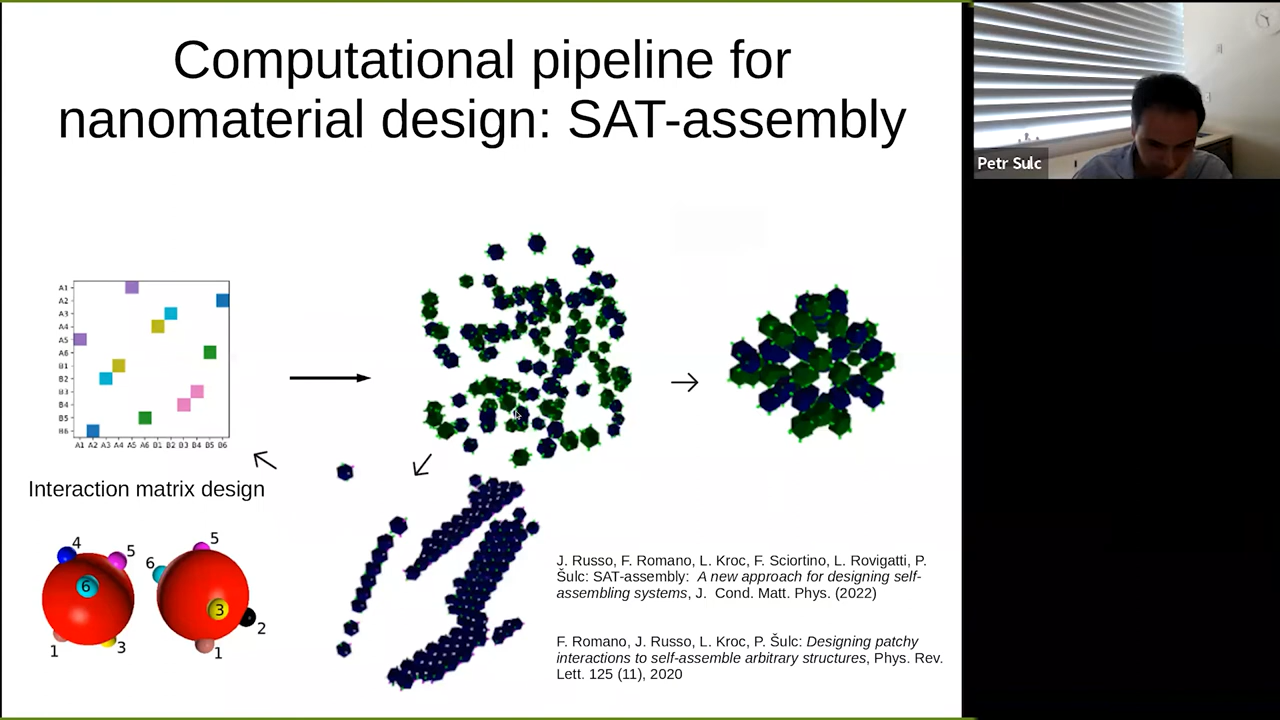 Computational pipeline for
nanomaterial design: SAT-assembly
Petr Sulc
A1
A2
A3
A4
A5
A6
B1
B2
B3
B4
B5
B6
A1 A2 A3 A4 A5 A6 B1 B2 B3 B4 B5 B6
Interaction matrix design
4
5
6
1
3
5
6
3
2
1
J. Russo, F. Romano, L. Kroc, F. Sciortino, L. Rovigatti, P.
Šulc: SAT-assembly: A new approach for designing self-
assembling systems, J. Cond. Matt. Phys. (2022)
F. Romano, J. Russo, L. Kroc, P. Šulc: Designing patchy
interactions to self-assemble arbitrary structures, Phys. Rev.
Lett. 125 (11), 2020